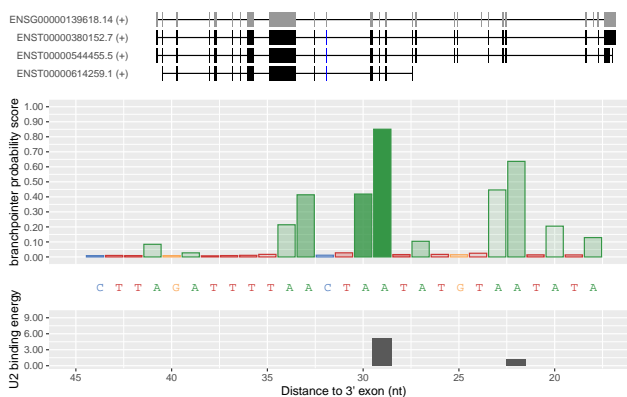 ENSG00000139618.14 (+)
ENST00000380152.7 (+)
ENST00000544455.5 (+)
ENST00000614259.1 (+)
branchpointer probability score
1.00
0.90
0.80
0.70
0.60
0.50
0.40
0.30
0.20
0.10
0.00
C T T A G A T T T T A A C T A A T A T G T A A T A T A
U2 binding energy
9.00
6.00
3.00
0.00
45 40 35 30 25 20
Distance to 3' exon (nt)